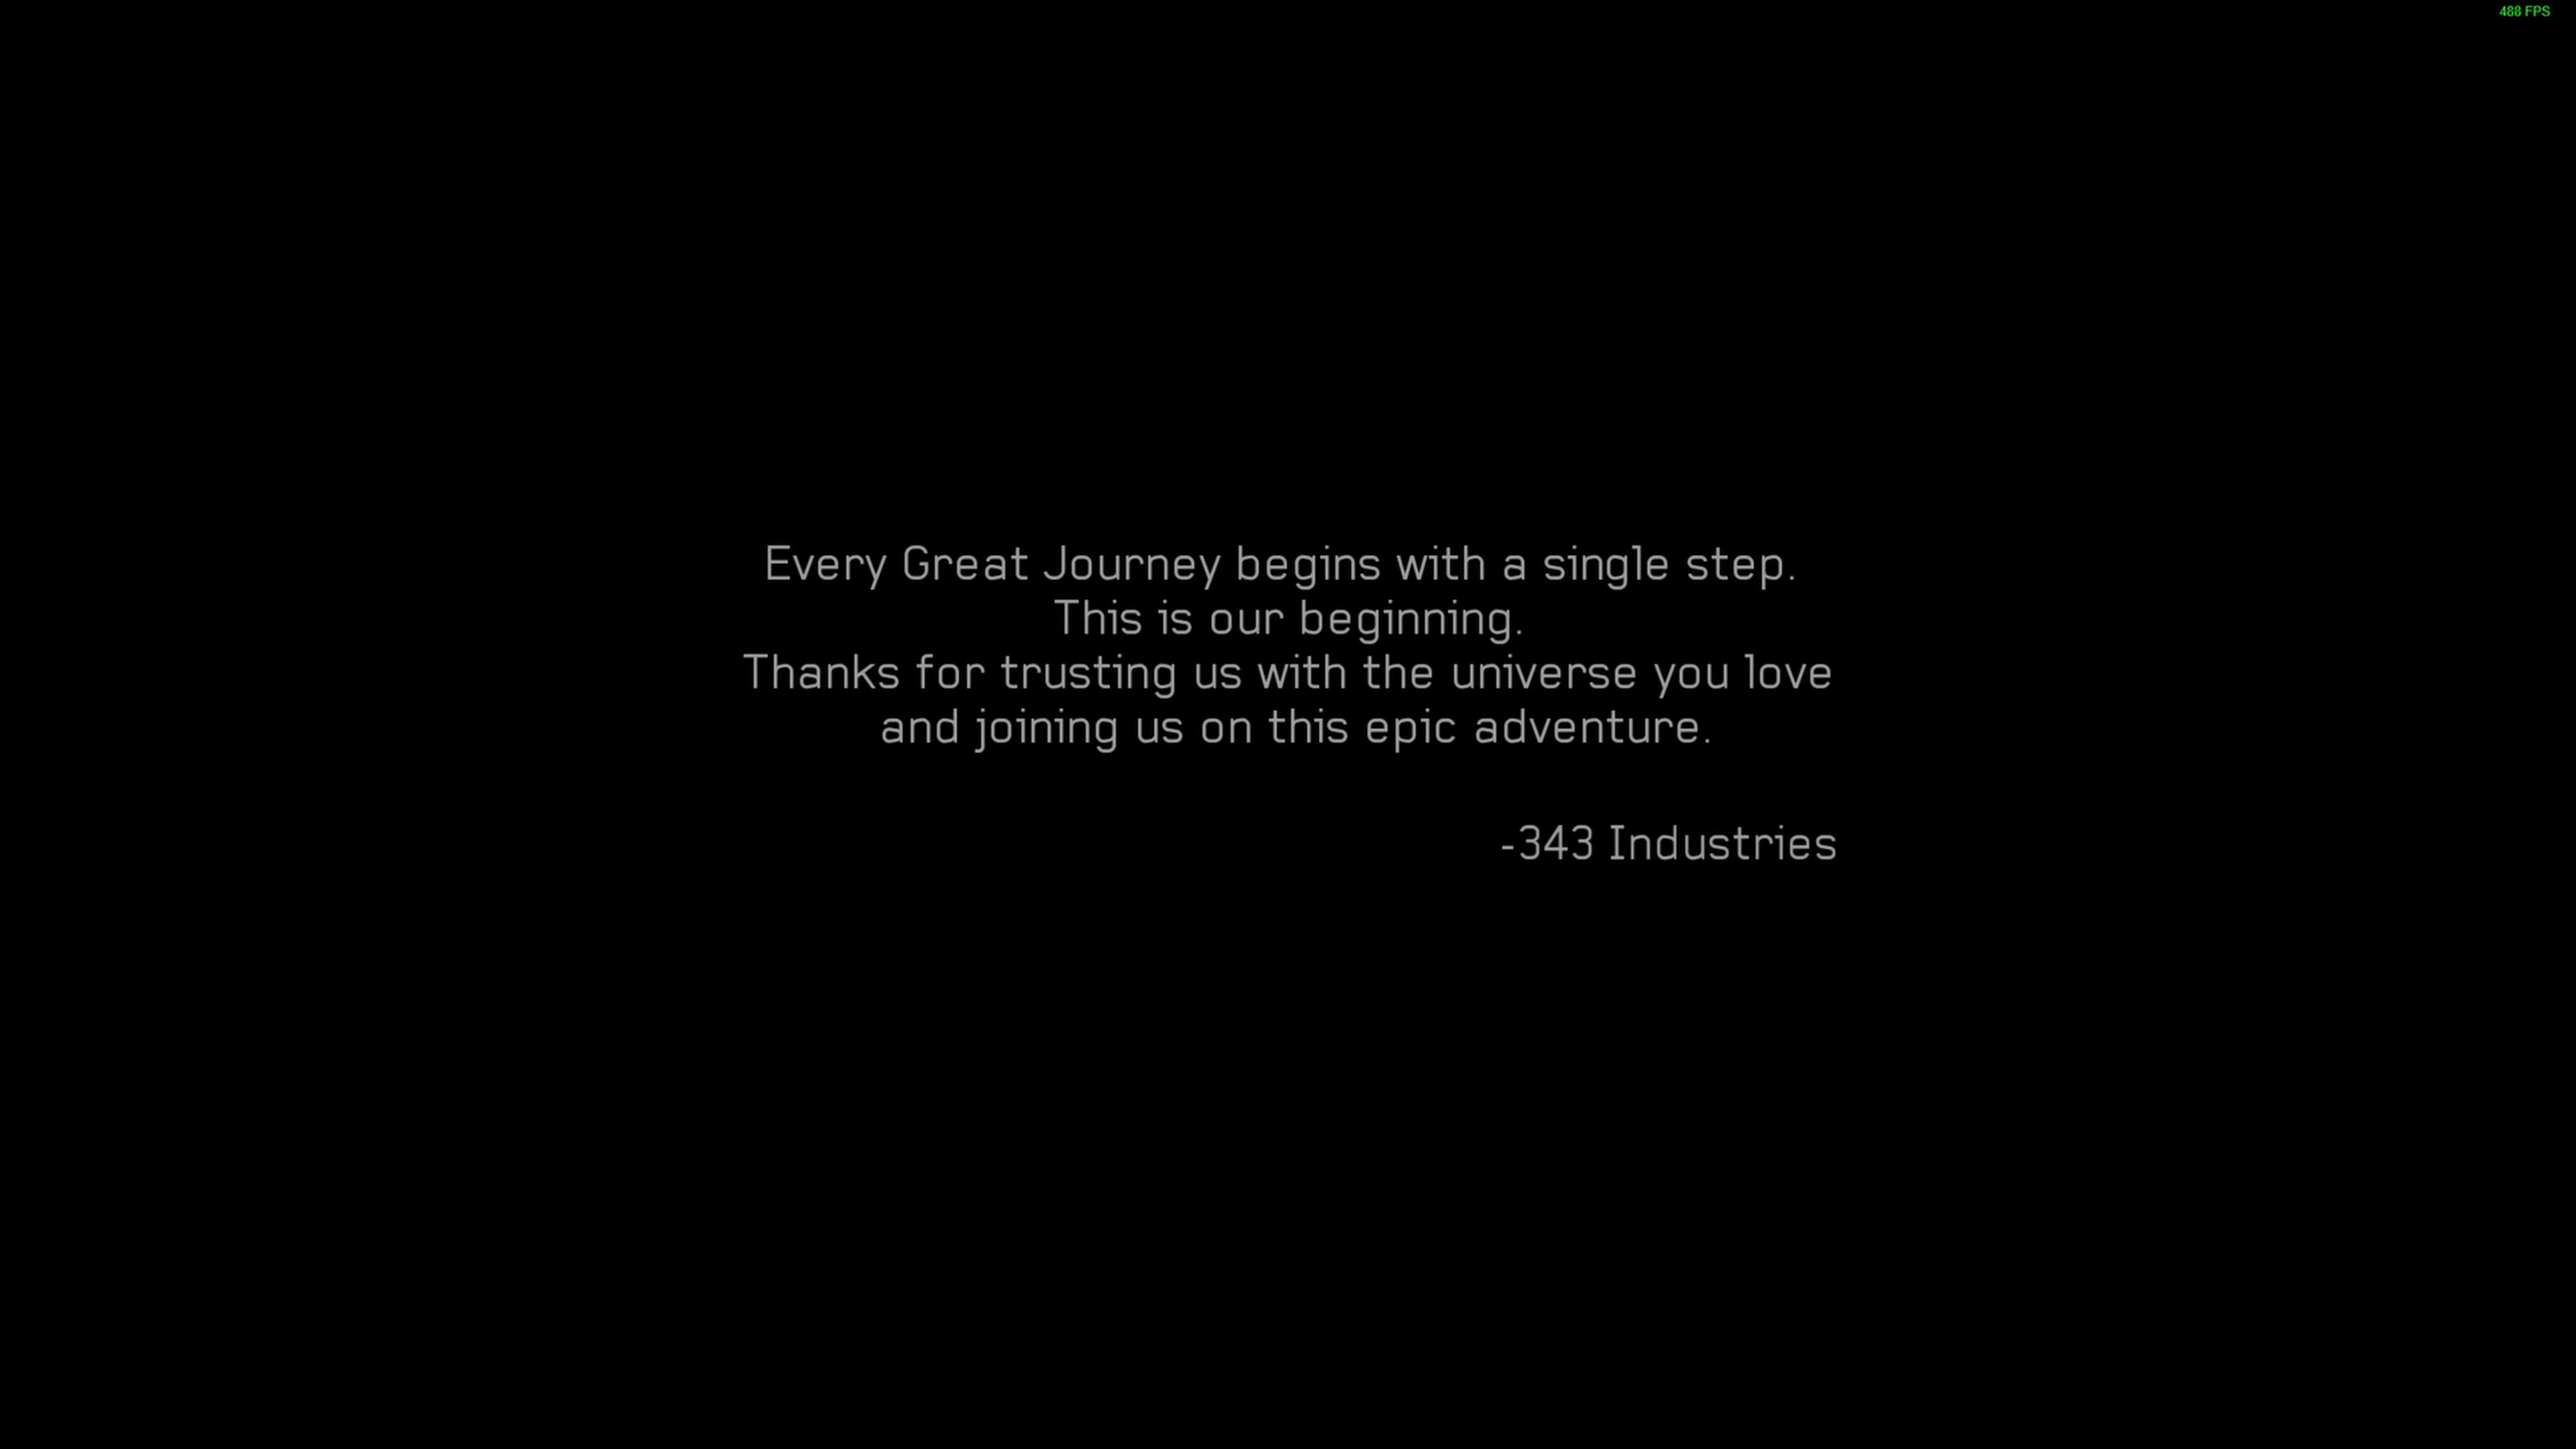 488 FPS
Every Great Journey begins with a single step.
This is our beginning.
Thanks for trusting us with the universe you love
and joining us on this epic adventure.
-343 Industries